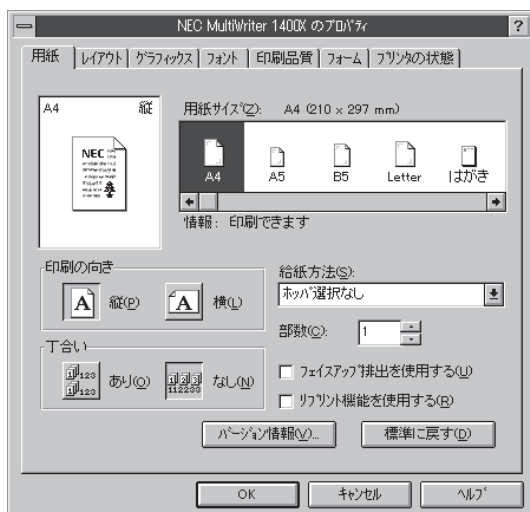 NEC MultiWriter 1400X のプロパティ
?
用紙 レイアウト グラフィックス フォント 印刷品質 フォーム プリンタの状態
A4 縦
NEC
用紙サイズ(Z): A4 (210 × 297 mm)
A4 A5 B5 Letter はがき
情報: 印刷できます
印刷の向き
A 縦(P) A 横(L)
給紙方法(S):
ホッパ選択なし
部数(C): 1
丁合い
123 123 あり(O) 1 2 3 112233 なし(N)
フェイスアップ排出を使用する(U)
リプリント機能を使用する(R)
バージョン情報(V)... 標準に戻す(D)
OK キャンセル ヘルプ